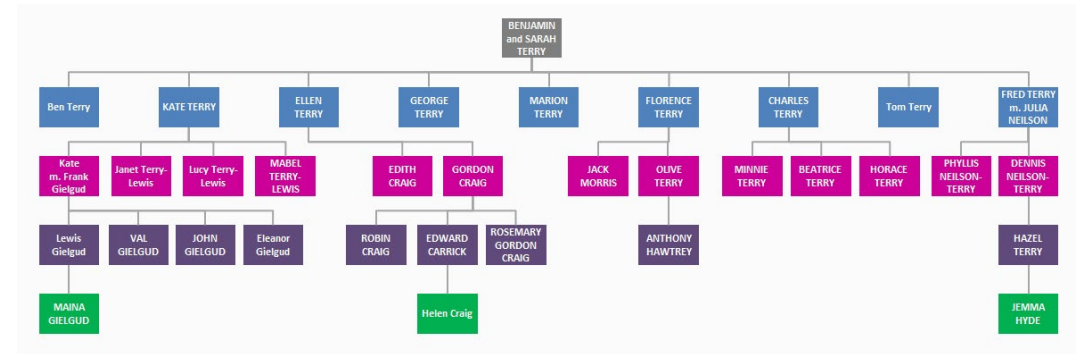 BENJAMIN
and SARAH
TERRY
Ben Terry
KATE TERRY
ELLEN
TERRY
GEORGE
TERRY
MARION
TERRY
FLORENCE
TERRY
CHARLES
TERRY
Tom Terry
FRED TERRY
m. JULIA
NEILSON
Kate
m. Frank
Gielgud
Janet Terry-
Lewis
Lucy Terry-
Lewis
MABEL
TERRY-
LEWIS
EDITH
CRAIG
GORDON
CRAIG
JACK
MORRIS
OLIVE
TERRY
MINNIE
TERRY
BEATRICE
TERRY
HORACE
TERRY
PHYLLIS
NEILSON-
TERRY
DENNIS
NEILSON-
TERRY
Lewis
Gielgud
VAL
GIELGUD
JOHN
GIELGUD
Eleanor
Gielgud
ROBIN
CRAIG
EDWARD
CARRICK
ROSEMARY
GORDON
CRAIG
ANTHONY
HAWTREY
HAZEL
TERRY
MAINA
GIELGUD
Helen Craig
JEMMA
HYDE